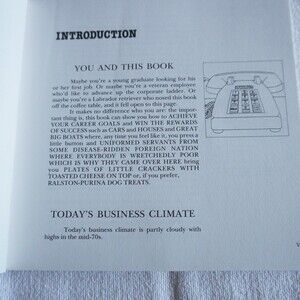 INTRODUCTION
YOU AND THIS BOOK
Maybe you're a young graduate looking for his
or her first job. Or maybe you're a veteran employee
who'd like to advance up the corporate ladder. Or
maybe you're a Labrador retriever who nosed this book
off the coffee table, and it fell open to this page.
It makes no difference who you are: the important
thing is, this book can show you how to ACHIEVE
YOUR CAREER GOALS and WIN THE REWARDS
OF SUCCESS such as CARS and HOUSES and GREAT
BIG BOATS where, any time you feel like it, you press a
little button and UNIFORMED SERVANTS FROM
SOME DISEASE-RIDDEN FOREIGN NATION
WHERE EVERYBODY IS WRETCHEDLY POOR
WHICH IS WHY THEY CAME OVER HERE bring
you PLATES OF LITTLE CRACKERS WITH
TOASTED CHEESE ON TOP or, if you prefer,
RALSTON-PURINA DOG TREATS.
TODAY'S BUSINESS CLIMATE
Today's business climate is partly cloudy with
highs in the mid-70s.